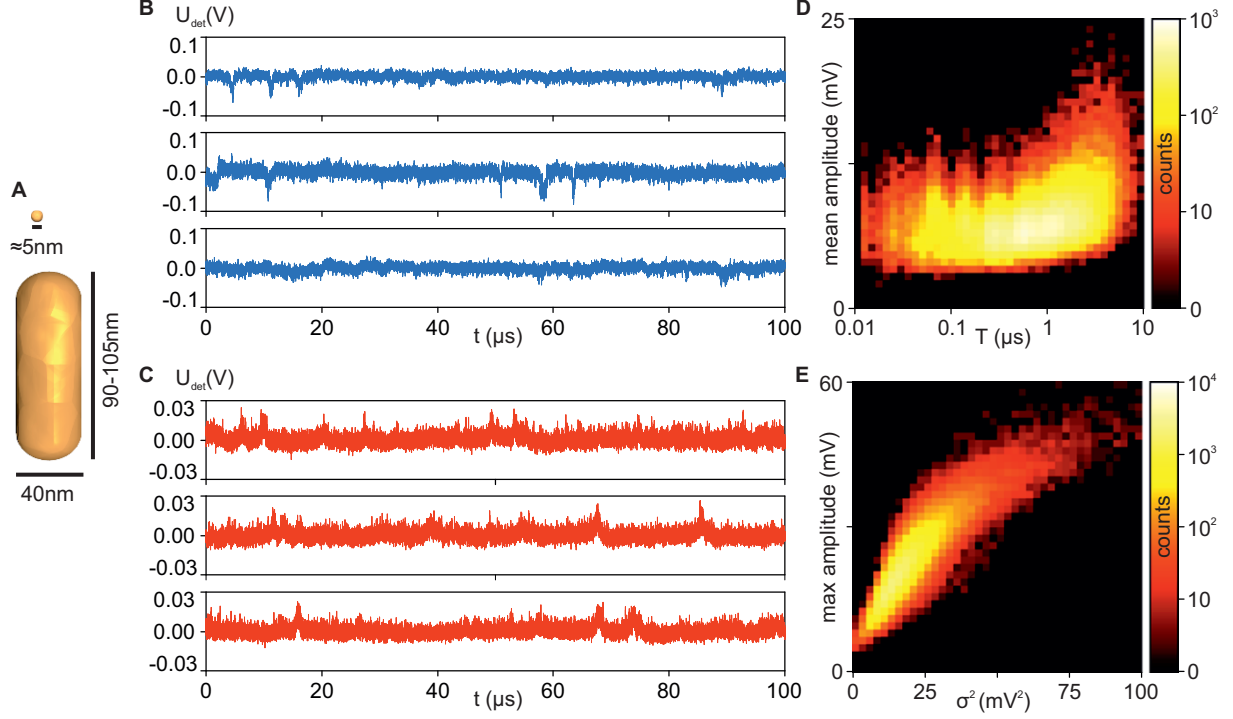 A
≈5nm
90-105nm
40nm
B
U_det(V)
0.1
0.0
-0.1
0.1
0.0
-0.1
0.1
0.0
-0.1
0
20
40
60
80
100
t (µs)
C
U_det(V)
0.03
0.00
-0.03
0.03
0.00
-0.03
0.03
0.00
-0.03
0
20
40
60
80
100
t (µs)
D
25
mean amplitude (mV)
0
0.01
0.1
1
10
T (µs)
10³
10²
10
0
counts
E
60
max amplitude (mV)
0
0
25
75
100
σ² (mV²)
10⁴
10³
10²
10
0
counts